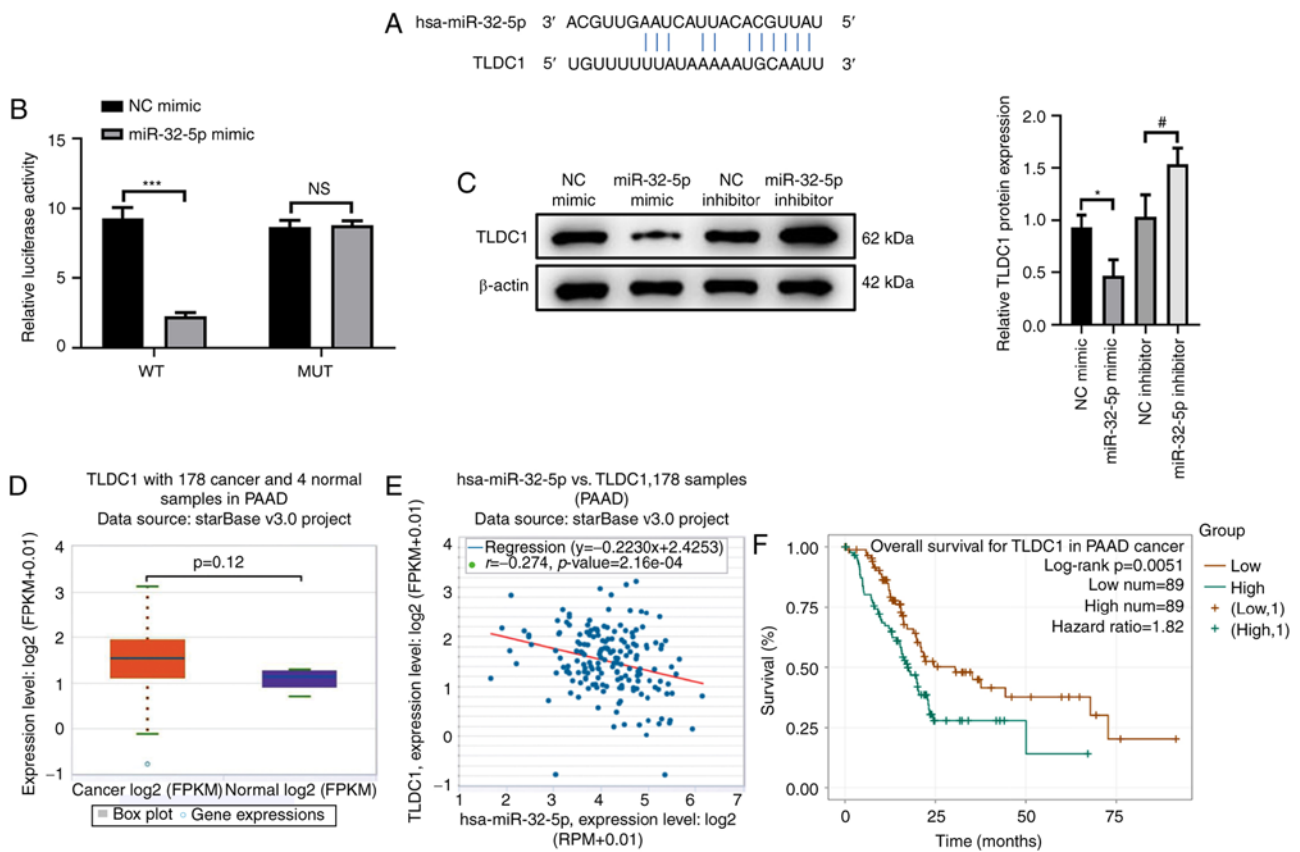 A
hsa-miR-32-5p 3′ ACGUUGAAUCAUUACACGUUAU 5′
TLDC1 5′ UGUUUUUUAUAAAAAUGCAAUU 3′
B
NC mimic
miR-32-5p mimic
Relative luciferase activity
15
10
5
0
***
NS
WT
MUT
C
NC mimic
miR-32-5p mimic
NC inhibitor
miR-32-5p inhibitor
TLDC1
62 kDa
β-actin
42 kDa
Relative TLDC1 protein expression
2.0
1.5
1.0
0.5
0.0
*
#
NC mimic
miR-32-5p mimic
NC inhibitor
miR-32-5p inhibitor
D
TLDC1 with 178 cancer and 4 normal
samples in PAAD
Data source: starBase v3.0 project
Expression level: log2 (FPKM+0.01)
4
3
2
1
0
−1
p=0.12
Cancer log2 (FPKM) Normal log2 (FPKM)
Box plot Gene expressions
E
hsa-miR-32-5p vs. TLDC1,178 samples
(PAAD)
Data source: starBase v3.0 project
Regression (y=−0.2230x+2.4253)
r=−0.274, p-value=2.16e-04
TLDC1, expression level: log2 (FPKM+0.01)
4
3
2
1
0
−1
1 2 3 4 5 6 7
hsa-miR-32-5p, expression level: log2
(RPM+0.01)
F
Overall survival for TLDC1 in PAAD cancer
Log-rank p=0.0051
Low num=89
High num=89
Hazard ratio=1.82
Survival (%)
1.00
0.75
0.50
0.25
0.00
0 25 50 75
Time (months)
Group
Low
High
(Low,1)
(High,1)